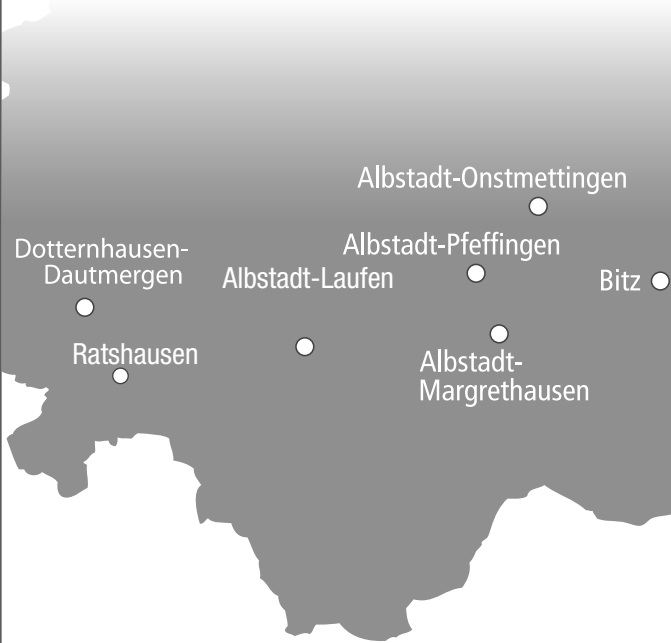 Albstadt-Onstmettingen
Albstadt-Pfeffingen
Dotternhausen-
Dautmergen
Albstadt-Laufen
Bitz
Ratshausen
Albstadt-
Margrethausen